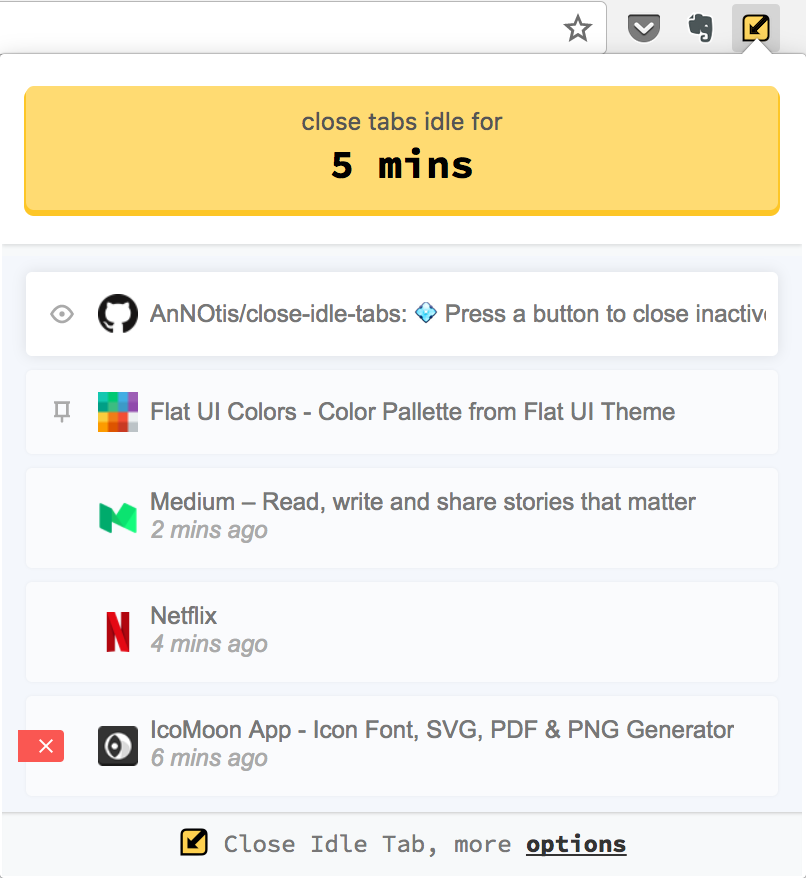 close tabs idle for
5 mins
AnNOtis/close-idle-tabs: 💠 Press a button to close inactive
Flat UI Colors - Color Pallette from Flat UI Theme
Medium – Read, write and share stories that matter
2 mins ago
Netflix
4 mins ago
IcoMoon App - Icon Font, SVG, PDF & PNG Generator
6 mins ago
Close Idle Tab, more options